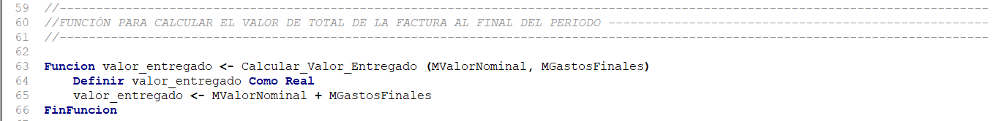 59 //----------------------------------------------------------------------------------------------------------------------------------
60 //FUNCIÓN PARA CALCULAR EL VALOR DE TOTAL DE LA FACTURA AL FINAL DEL PERIODO ----------------------------------------------------
61 //----------------------------------------------------------------------------------------------------------------------------------
62
63 Funcion valor_entregado <- Calcular_Valor_Entregado (MValorNominal, MGastosFinales)
64     Definir valor_entregado Como Real
65     valor_entregado <- MValorNominal + MGastosFinales
66 FinFuncion